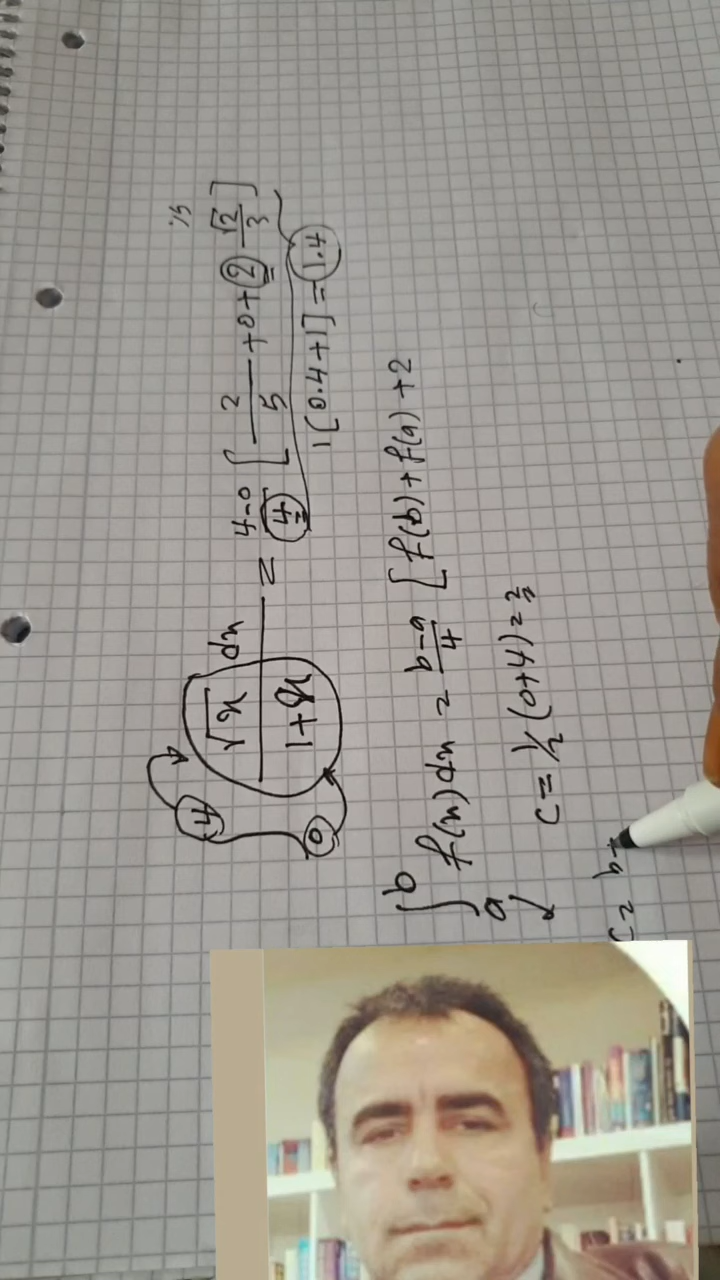 ∫₀⁴ √x/(1+x) dx = (4-0)/4 [2/5 + 0 + 2 √2/3]
1[0.4+1] = 1.4
∫ₐᵇ f(x)dx = (b-a)/4 [f(b)+f(a)+2
C = 1/2(0+4) = 2
C = b-